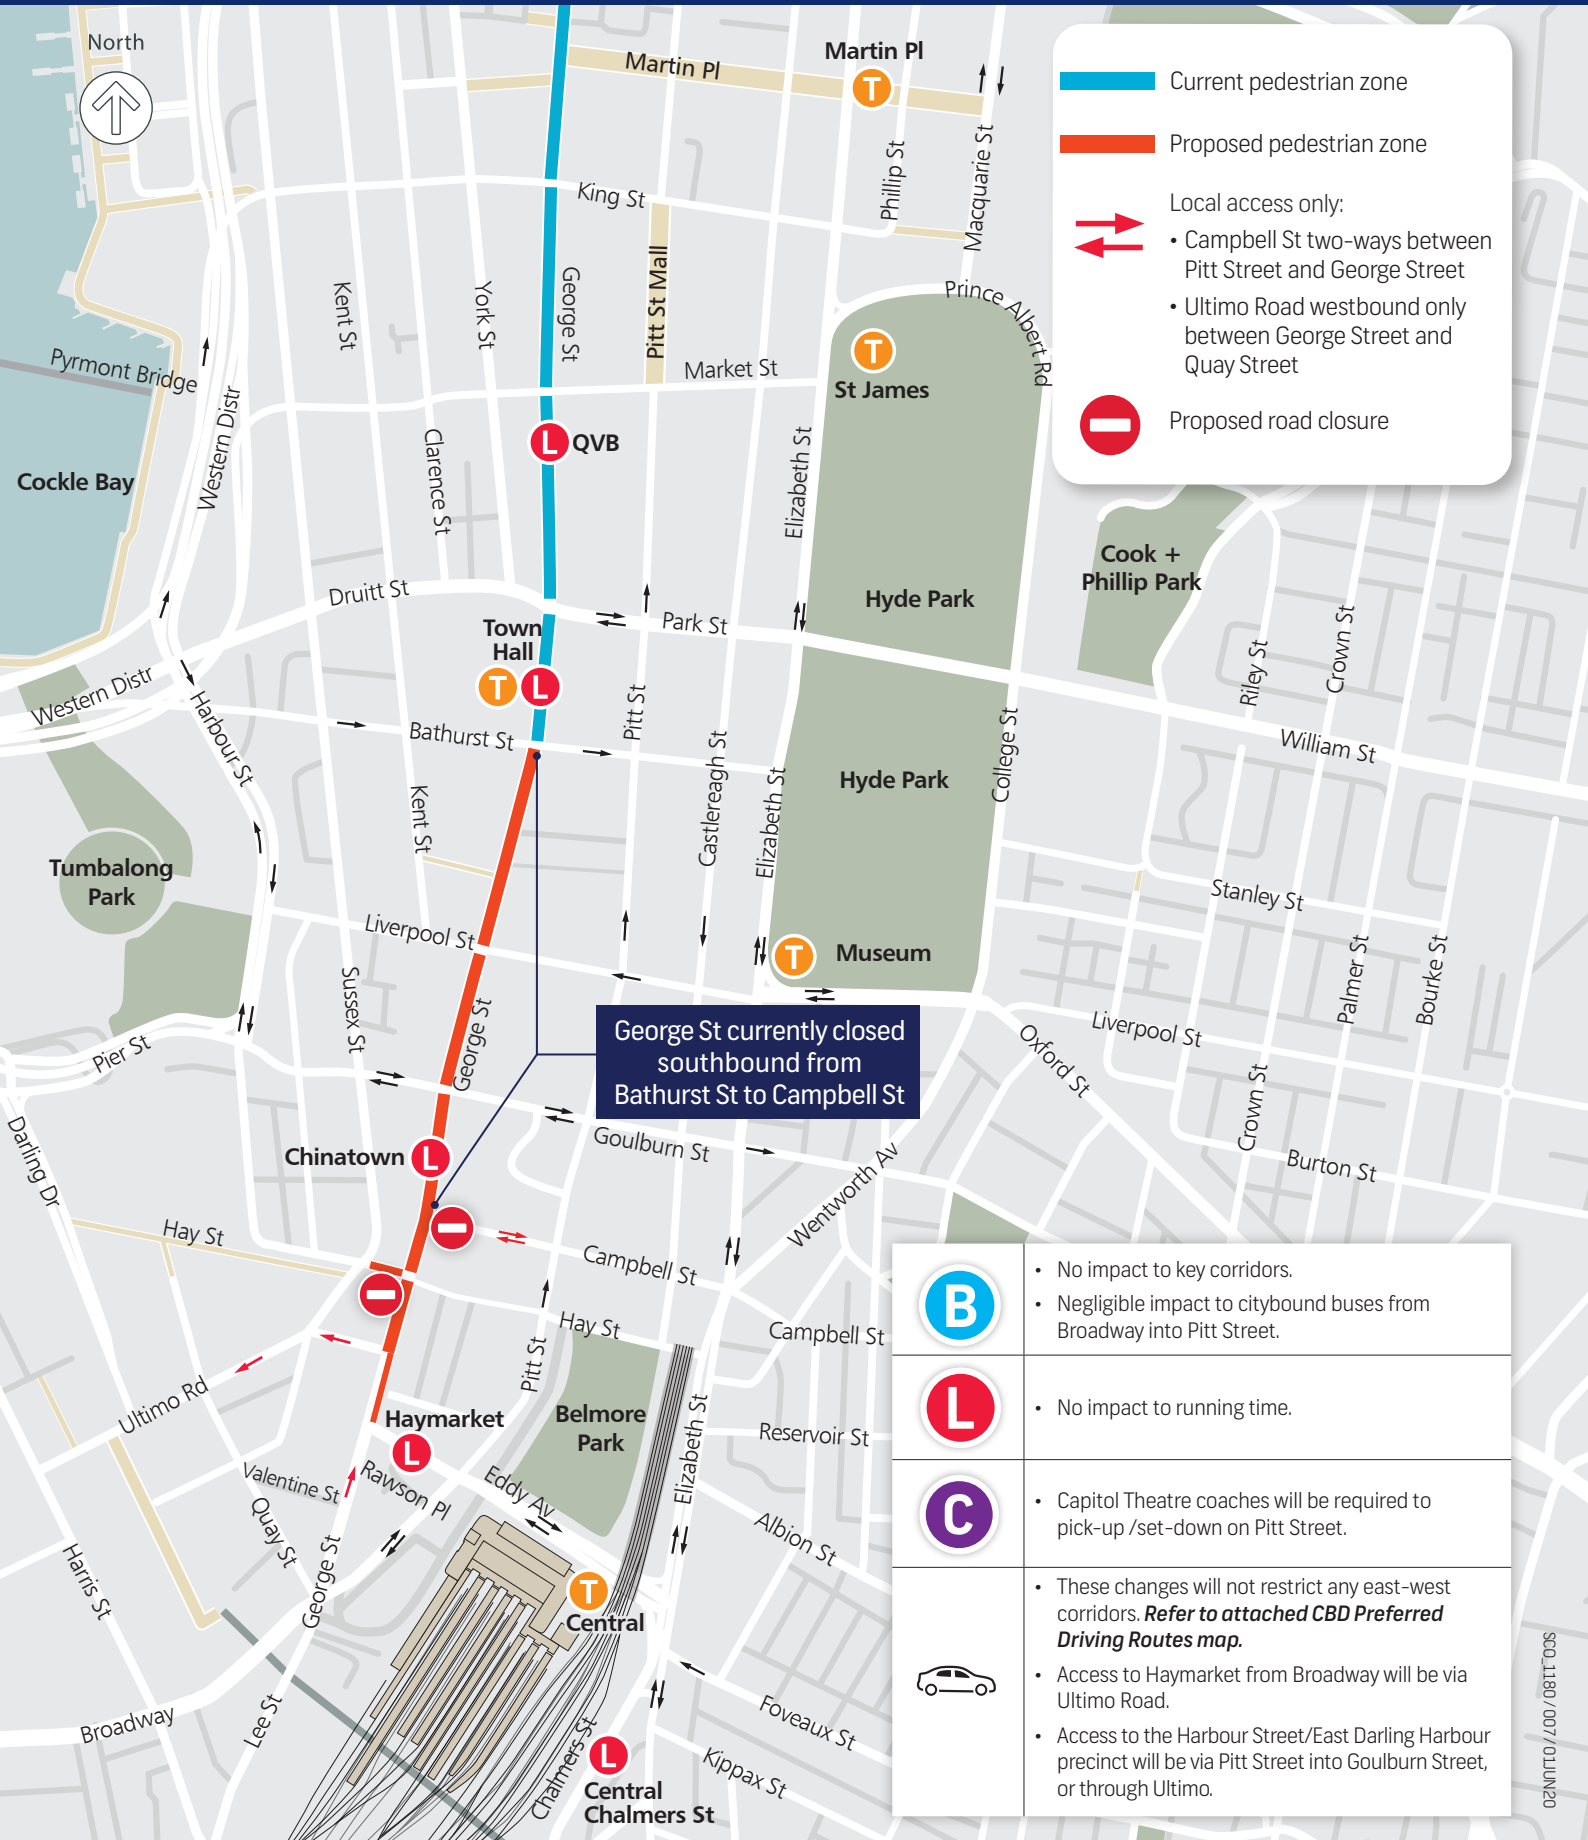 North
Martin Pl
Martin Pl
T
Current pedestrian zone
Proposed pedestrian zone
Local access only:
• Campbell St two-ways between
Pitt Street and George Street
• Ultimo Road westbound only
between George Street and
Quay Street
Proposed road closure
King St
Phillip St
Macquarie St
Kent St
York St
George St
Pitt St Mall
Prince Albert Rd
Pyrmont Bridge
Western Distr
Market St
T
St James
Clarence St
L
QVB
Elizabeth St
Cockle Bay
Cook +
Phillip Park
Druitt St
Hyde Park
Park St
Town
Hall
T
L
Riley St
Crown St
Western Distr
Harbour St
Bathurst St
Pitt St
Castlereagh St
Elizabeth St
Hyde Park
College St
William St
Kent St
Tumbalong
Park
Stanley St
Liverpool St
T
Museum
Palmer St
Bourke St
Sussex St
George St
George St currently closed
southbound from
Bathurst St to Campbell St
Pier St
Oxford St
Liverpool St
Crown St
Darling Dr
Chinatown
L
Goulburn St
Wentworth Av
Burton St
Hay St
Campbell St
Pitt St
Hay St
Campbell St
Ultimo Rd
Haymarket
L
Belmore
Park
Elizabeth St
Reservoir St
Valentine St
Rawson Pl
Eddy Av
Quay St
George St
Albion St
Harris St
T
Central
Broadway
Lee St
Chalmers St
L
Central
Chalmers St
Foveaux St
Kippax St
B
• No impact to key corridors.
• Negligible impact to citybound buses from
Broadway into Pitt Street.
L
• No impact to running time.
C
• Capitol Theatre coaches will be required to
pick-up /set-down on Pitt Street.
• These changes will not restrict any east-west
corridors. Refer to attached CBD Preferred
Driving Routes map.
• Access to Haymarket from Broadway will be via
Ultimo Road.
• Access to the Harbour Street/East Darling Harbour
precinct will be via Pitt Street into Goulburn Street,
or through Ultimo.
SCO_1180 / 007 / 01JUN20